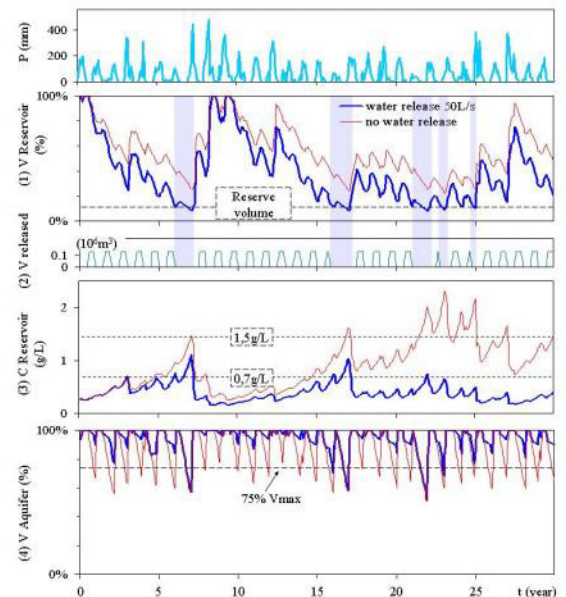 P (mm)
400
200
0
(1) V Reservoir
(%)
100%
0%
water release 50L/s
no water release
Reserve
volume
(2) V released
(10⁶m³)
0.1
0
(3) C Reservoir
(g/L)
2
1
0
1,5g/L
0,7g/L
(4) V Aquifer (%)
100%
0%
75% Vmax
0 5 10 15 20 25 t (year)